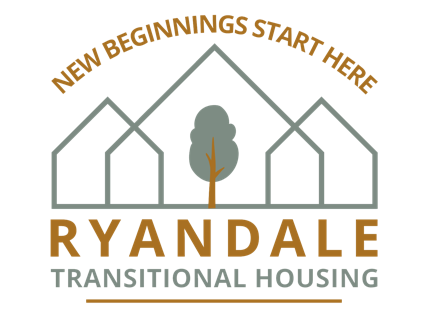 NEW BEGINNINGS START HERE
RYANDALE
TRANSITIONAL HOUSING